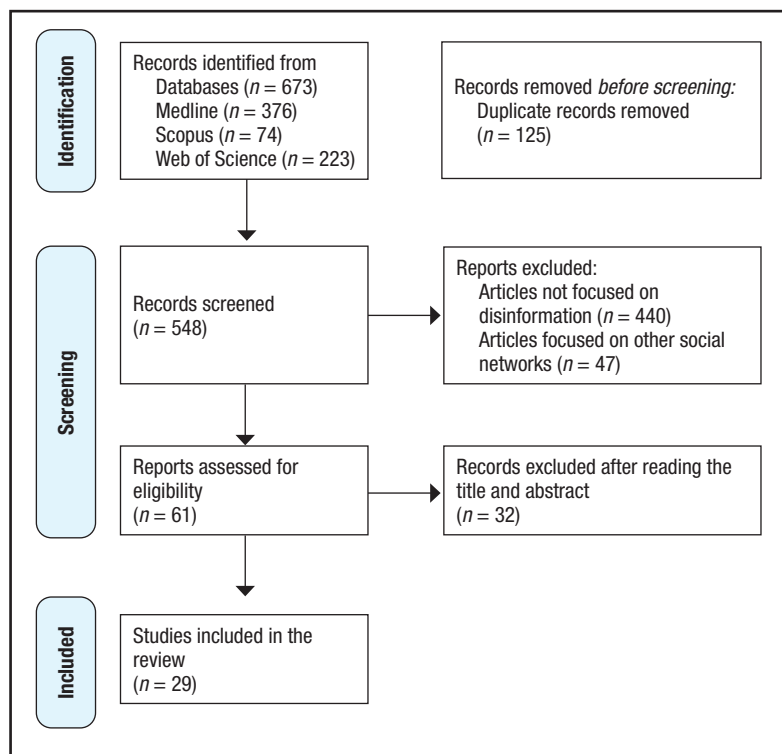 Identification
Records identified from
Databases (n = 673)
Medline (n = 376)
Scopus (n = 74)
Web of Science (n = 223)
Records removed before screening:
Duplicate records removed
(n = 125)
Screening
Records screened
(n = 548)
Reports excluded:
Articles not focused on
disinformation (n = 440)
Articles focused on other social
networks (n = 47)
Reports assessed for
eligibility
(n = 61)
Records excluded after reading the
title and abstract
(n = 32)
Included
Studies included in the
review
(n = 29)